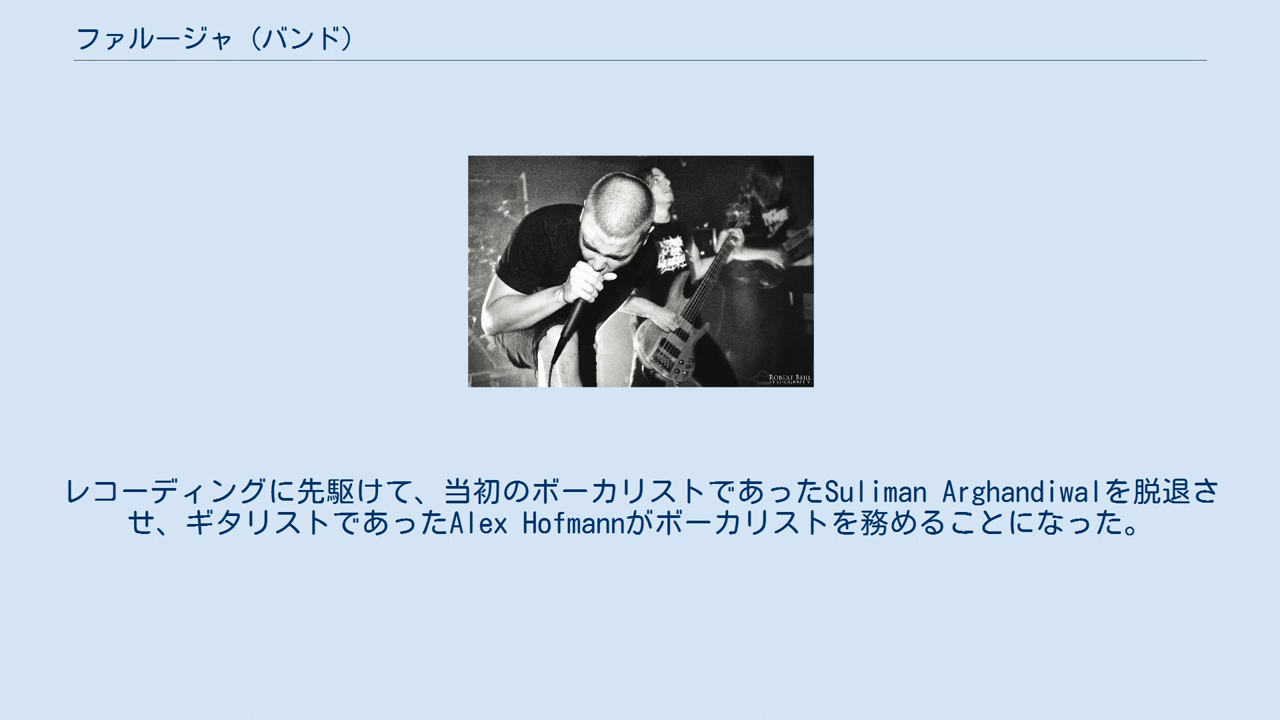 ファルージャ（バンド）
ROBERT BEHL
PHOTOGRAPHY
レコーディングに先駆けて、当初のボーカリストであったSuliman Arghandiwalを脱退さ
せ、ギタリストであったAlex Hofmannがボーカリストを務めることになった。